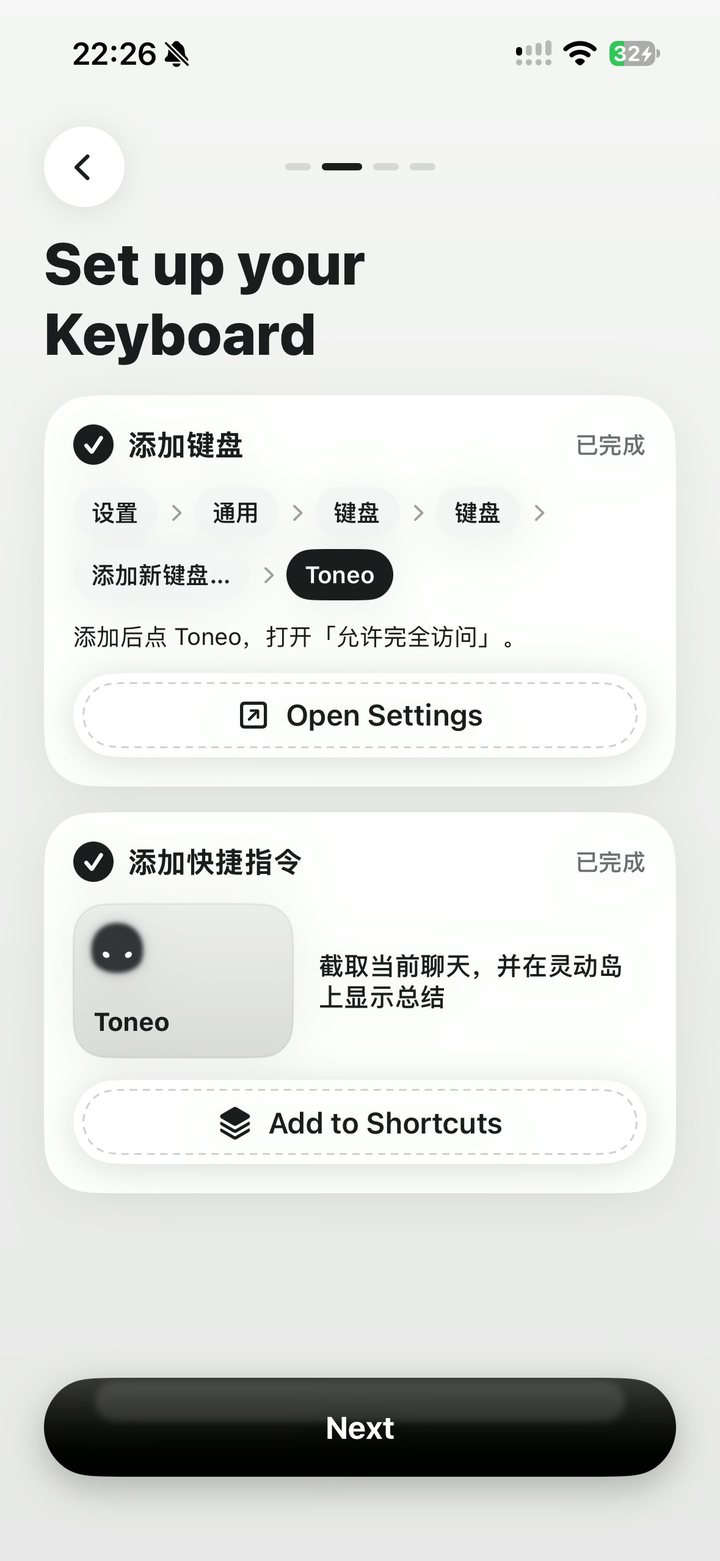 22:26
32
Set up your
Keyboard
添加键盘 已完成
设置 通用 键盘 键盘
添加新键盘... Toneo
添加后点 Toneo，打开「允许完全访问」。
Open Settings
添加快捷指令 已完成
截取当前聊天，并在灵动岛
上显示总结
Toneo
Add to Shortcuts
Next